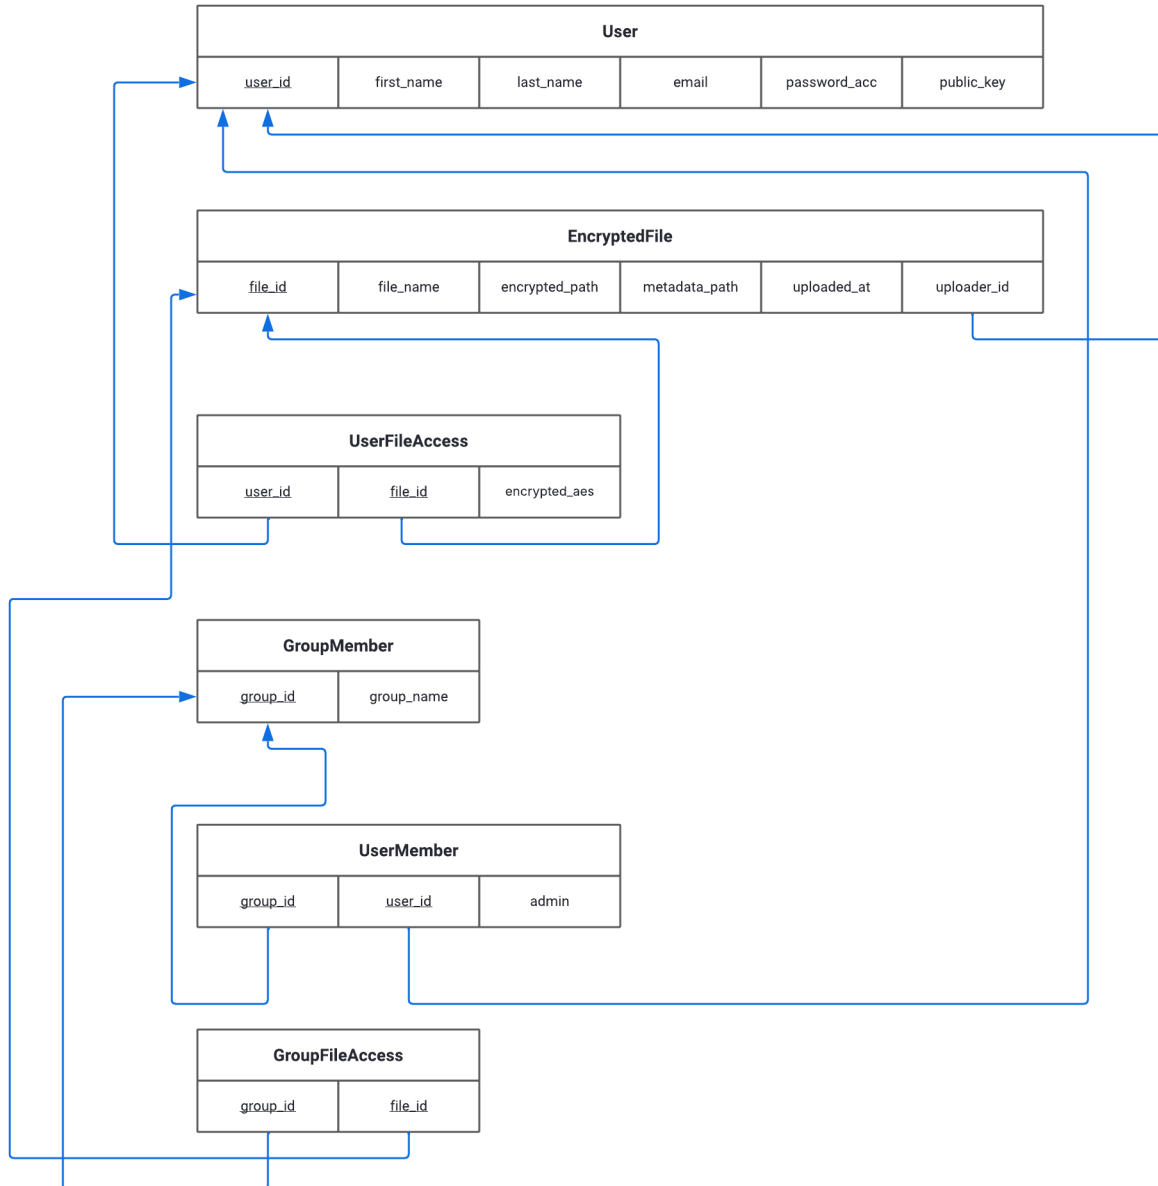 User
user_id first_name last_name email password_acc public_key
EncryptedFile
file_id file_name encrypted_path metadata_path uploaded_at uploader_id
UserFileAccess
user_id file_id encrypted_aes
GroupMember
group_id group_name
UserMember
group_id user_id admin
GroupFileAccess
group_id file_id